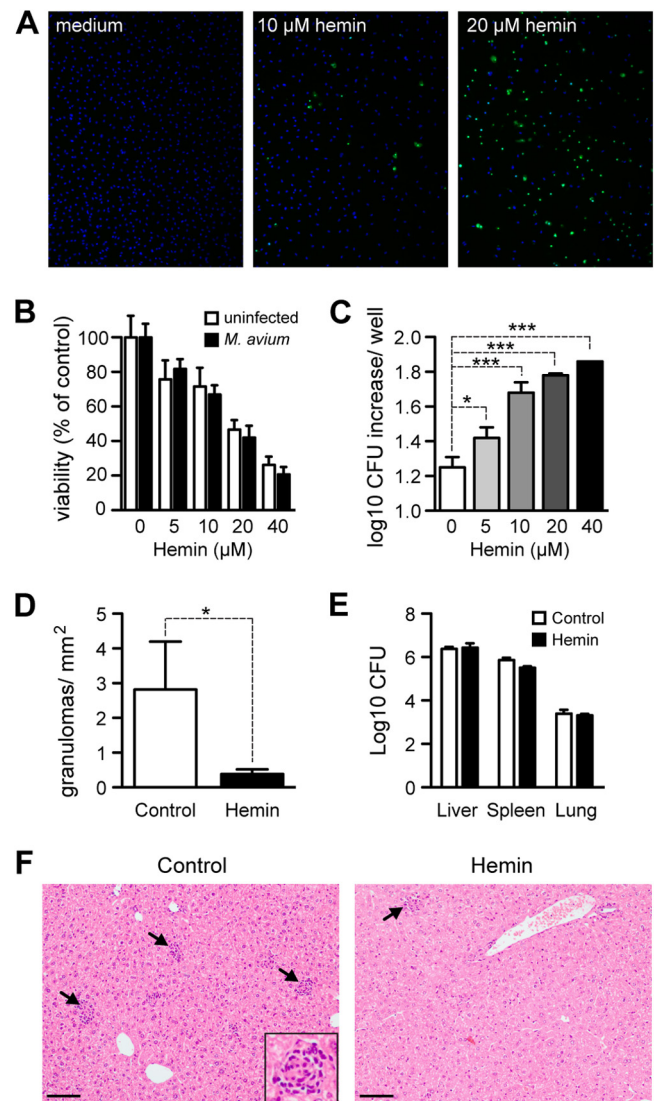 A
medium
10 µM hemin
20 µM hemin
B
viability (% of control)
100
80
60
40
20
0
uninfected
M. avium
0 5 10 20 40
Hemin (µM)
C
log10 CFU increase/ well
2.0
1.8
1.6
1.4
1.2
1.0
***
***
***
*
0 5 10 20 40
Hemin (µM)
D
granulomas/ mm²
5
4
3
2
1
0
*
Control Hemin
E
Log10 CFU
8
6
4
2
0
Control
Hemin
Liver Spleen Lung
F
Control
Hemin